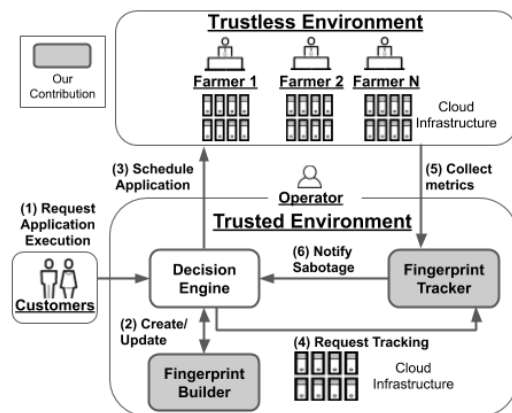 Trustless Environment
Our
Contribution
Farmer 1
Farmer 2
Farmer N
Cloud
Infrastructure
(3) Schedule
Application
(5) Collect
metrics
Operator
(1) Request
Application
Execution
Trusted Environment
Customers
Decision
Engine
(6) Notify
Sabotage
Fingerprint
Tracker
(2) Create/
Update
(4) Request Tracking
Fingerprint
Builder
Cloud
Infrastructure